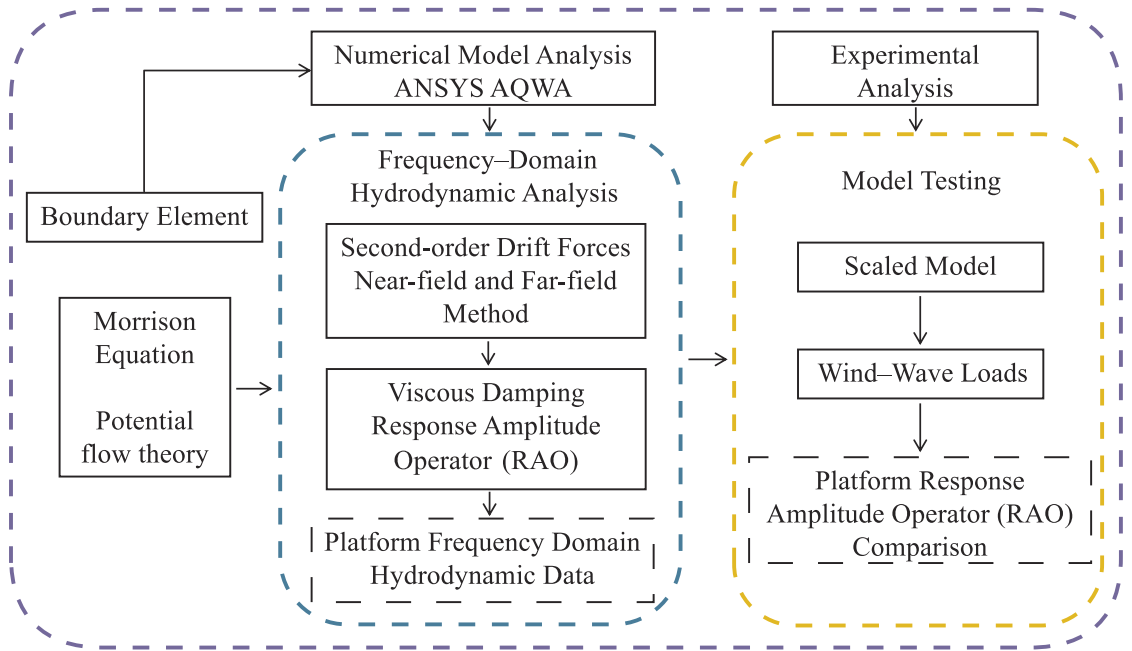 Numerical Model Analysis
ANSYS AQWA
Experimental
Analysis
Boundary Element
Morrison
Equation
Potential
flow theory
Frequency–Domain
Hydrodynamic Analysis
Second-order Drift Forces
Near-field and Far-field
Method
Viscous Damping
Response Amplitude
Operator (RAO)
Platform Frequency Domain
Hydrodynamic Data
Model Testing
Scaled Model
Wind–Wave Loads
Platform Response
Amplitude Operator (RAO)
Comparison